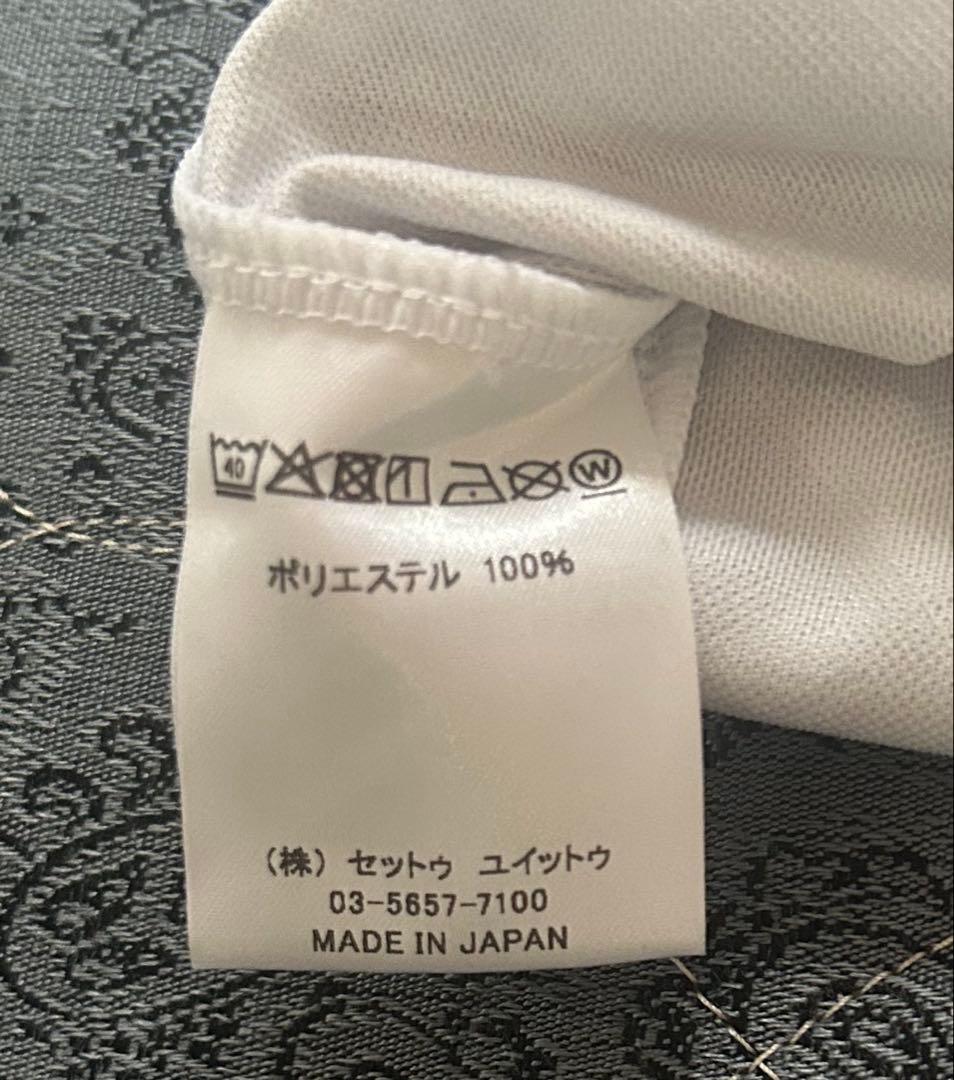 40
W
ポリエステル 100%
(株) セットゥ ユイットゥ
03-5657-7100
MADE IN JAPAN